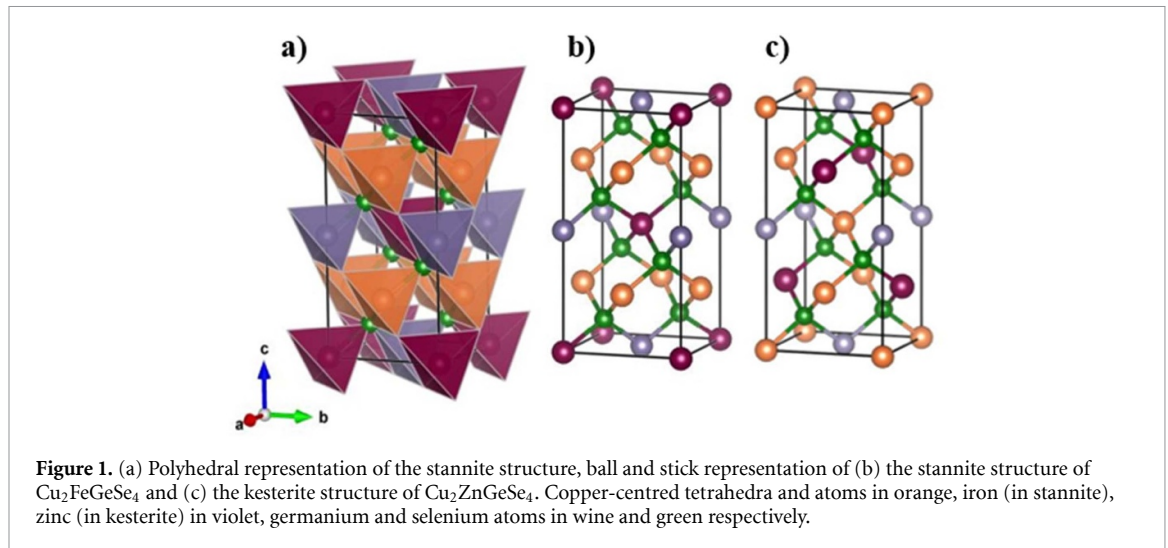 a)
b)
c)
c
a
b
Figure 1. (a) Polyhedral representation of the stannite structure, ball and stick representation of (b) the stannite structure of
Cu₂FeGeSe₄ and (c) the kesterite structure of Cu₂ZnGeSe₄. Copper-centred tetrahedra and atoms in orange, iron (in stannite),
zinc (in kesterite) in violet, germanium and selenium atoms in wine and green respectively.